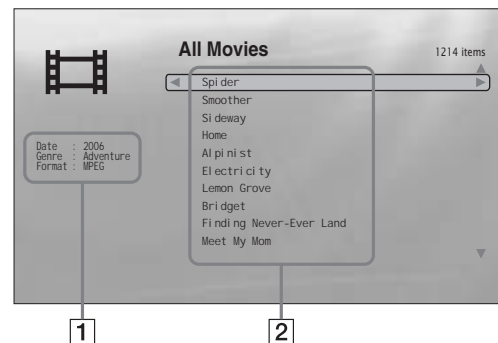 All Movies
1214 items
Spider
Smoother
Sideway
Home
Alpinist
Electricity
Lemon Grove
Bridget
Finding Never-Ever Land
Meet My Mom
Date : 2006
Genre : Adventure
Format : MPEG
1
2